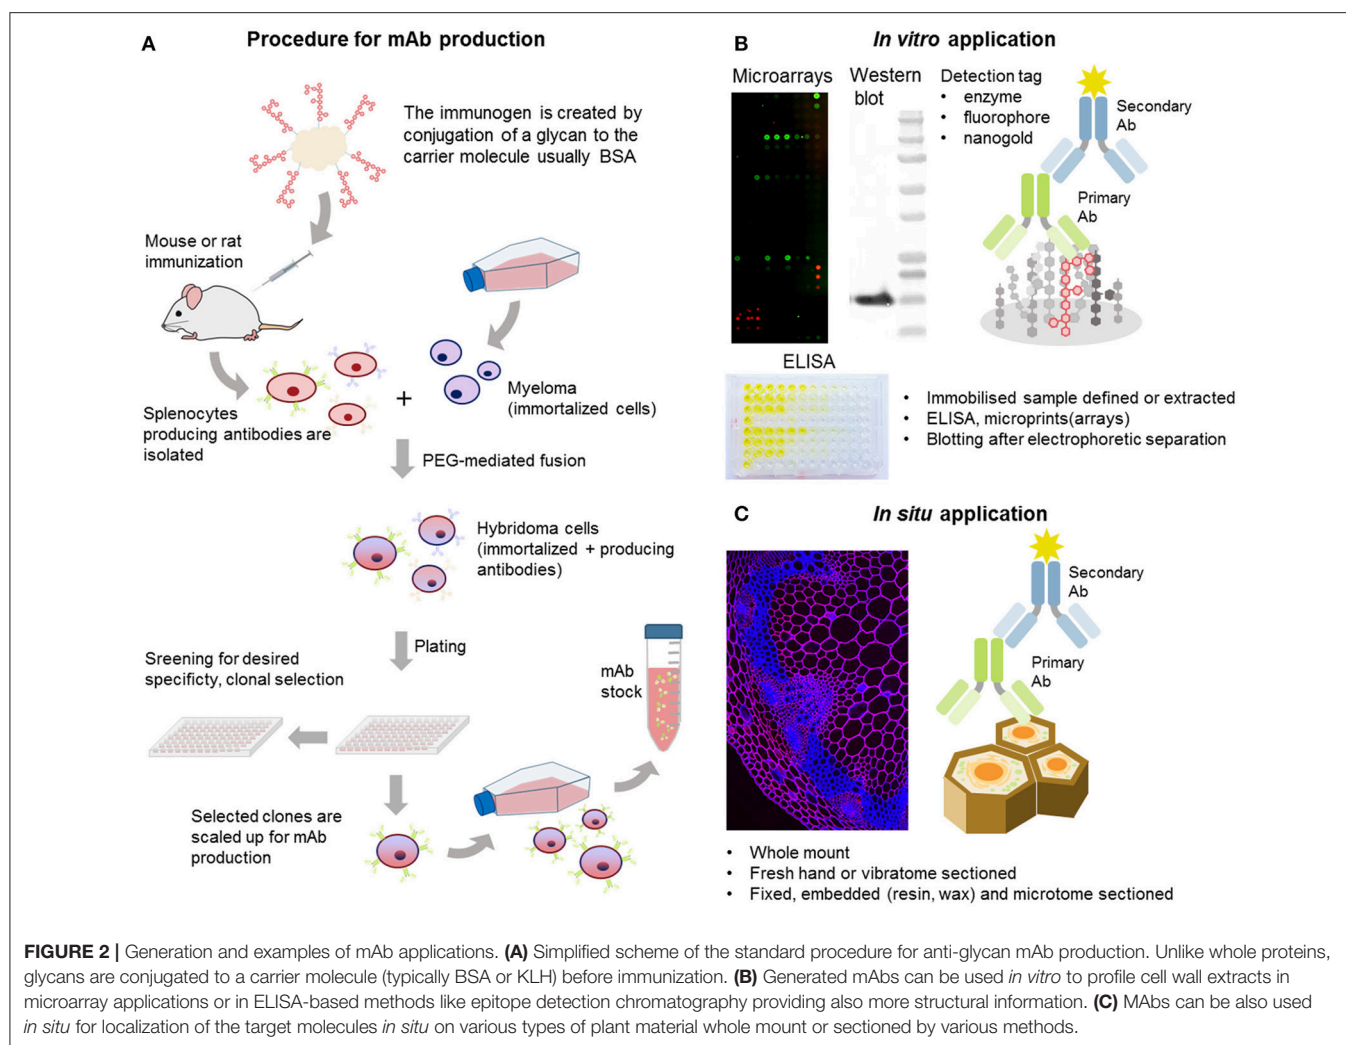 A
Procedure for mAb production
The immunogen is created by
conjugation of a glycan to the
carrier molecule usually BSA
Mouse or rat
immunization
Splenocytes
producing antibodies are
isolated
+
Myeloma
(immortalized cells)
PEG-mediated fusion
Hybridoma cells
(immortalized + producing
antibodies)
Plating
Sreening for desired
specificty, clonal selection
mAb
stock
Selected clones are
scaled up for mAb
production
B
In vitro application
Microarrays
Western
blot
Detection tag
• enzyme
• fluorophore
• nanogold
Secondary
Ab
Primary
Ab
ELISA
• Immobilised sample defined or extracted
• ELISA, microprints(arrays)
• Blotting after electrophoretic separation
C
In situ application
Secondary
Ab
Primary
Ab
• Whole mount
• Fresh hand or vibratome sectioned
• Fixed, embedded (resin, wax) and microtome sectioned
FIGURE 2 | Generation and examples of mAb applications. (A) Simplified scheme of the standard procedure for anti-glycan mAb production. Unlike whole proteins,
glycans are conjugated to a carrier molecule (typically BSA or KLH) before immunization. (B) Generated mAbs can be used in vitro to profile cell wall extracts in
microarray applications or in ELISA-based methods like epitope detection chromatography providing also more structural information. (C) MAbs can be also used
in situ for localization of the target molecules in situ on various types of plant material whole mount or sectioned by various methods.